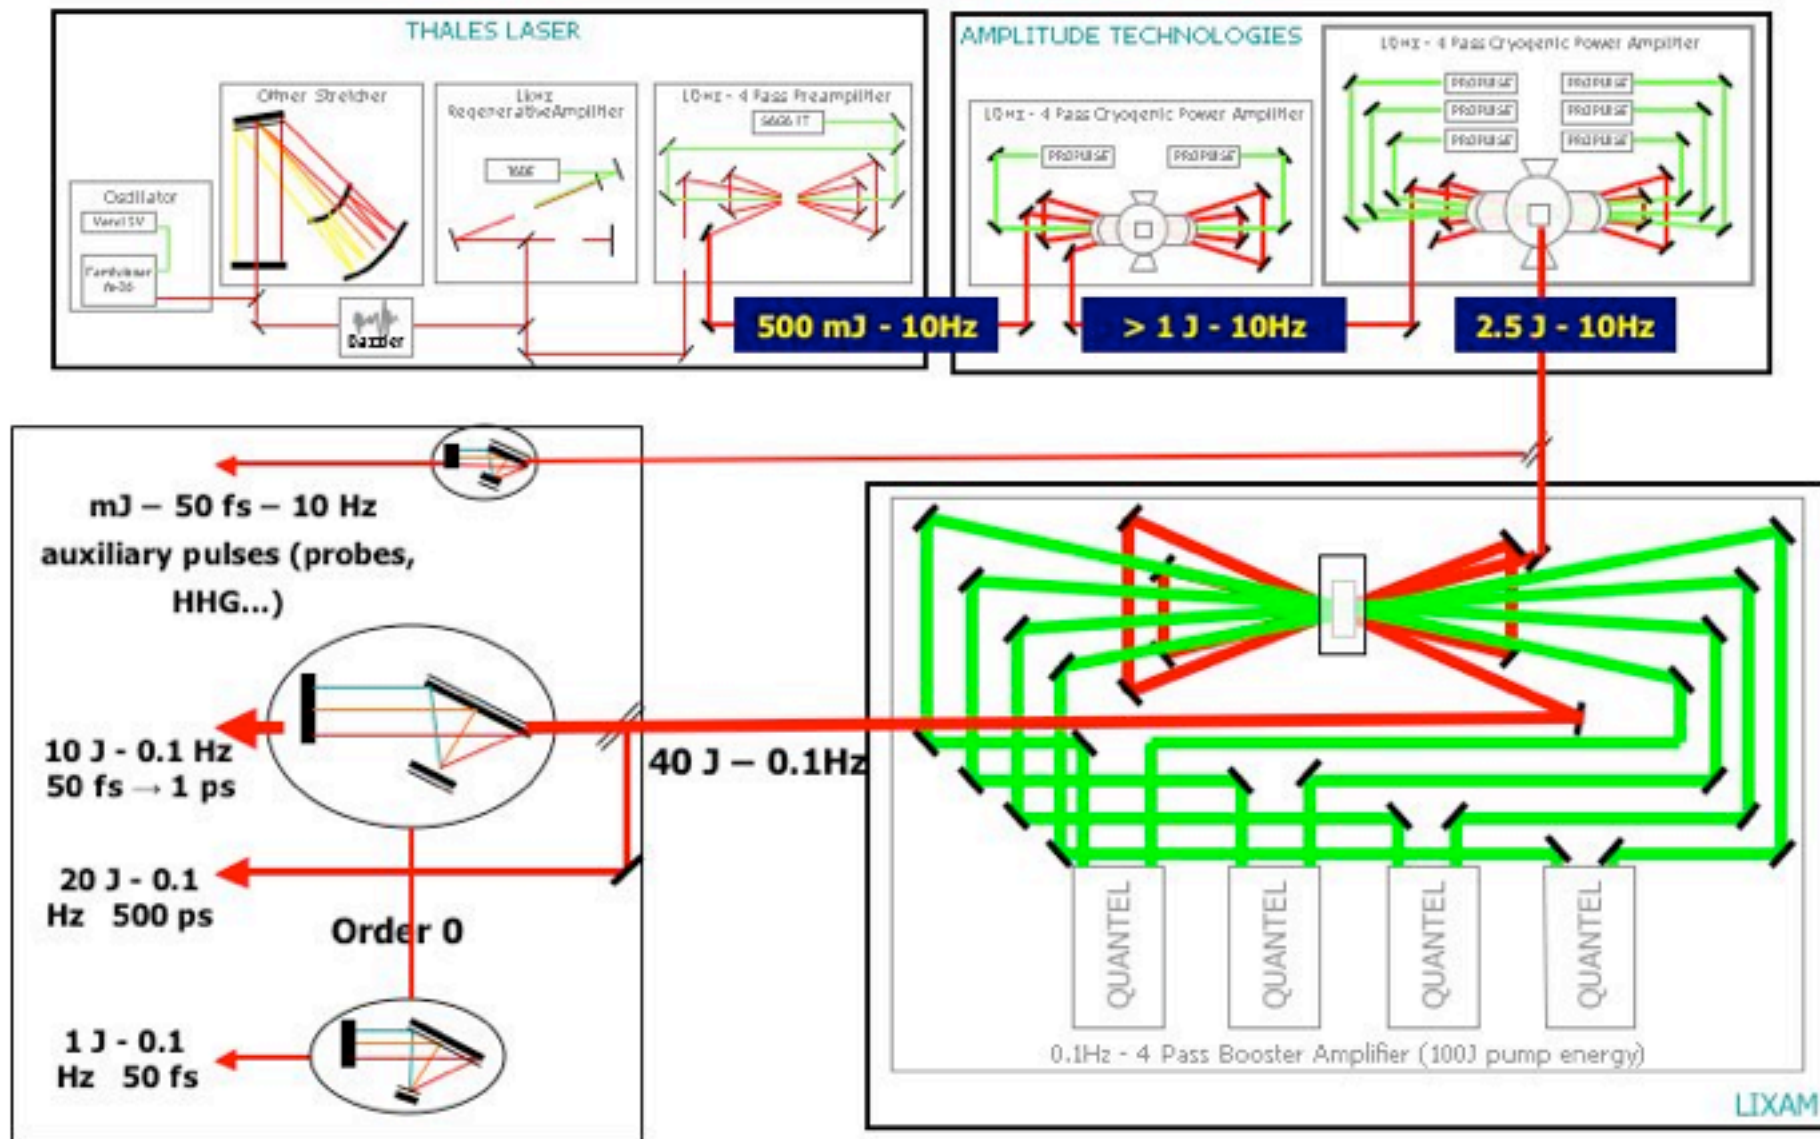 THALES LASER
Offner Stretcher
Oscillator
Regenerative Amplifier
10Hz - 4 Pass Preamplifier
Dazzler
500 mJ - 10Hz
AMPLITUDE TECHNOLOGIES
10Hz - 4 Pass Cryogenic Power Amplifier
PROPULSE
PROPULSE
> 1 J - 10Hz
10Hz - 4 Pass Cryogenic Power Amplifier
PROPULSE
PROPULSE
PROPULSE
PROPULSE
PROPULSE
PROPULSE
2.5 J - 10Hz
mJ – 50 fs – 10 Hz
auxiliary pulses (probes,
HHG...)
10 J - 0.1 Hz
50 fs → 1 ps
40 J – 0.1Hz
20 J - 0.1
Hz 500 ps
Order 0
1 J - 0.1
Hz 50 fs
QUANTEL
QUANTEL
QUANTEL
QUANTEL
0.1Hz - 4 Pass Booster Amplifier (100J pump energy)
LIXAM